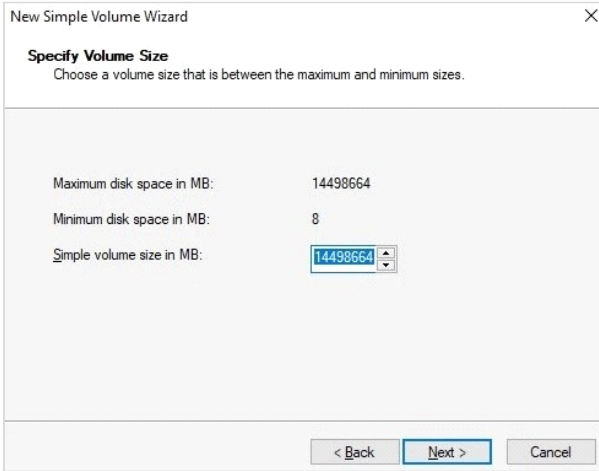 New Simple Volume Wizard
Specify Volume Size
Choose a volume size that is between the maximum and minimum sizes.
Maximum disk space in MB: 14498664
Minimum disk space in MB: 8
Simple volume size in MB: 14498664
< Back Next > Cancel